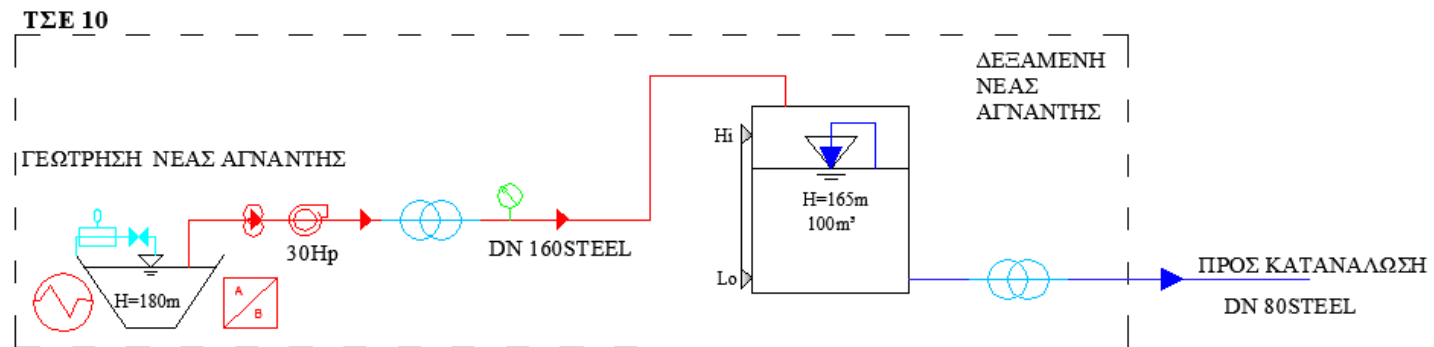 ΤΣΕ 10
ΔΕΞΑΜΕΝΗ
ΝΕΑΣ
ΑΓΝΑΝΤΗΣ
ΓΕΩΤΡΗΣΗ ΝΕΑΣ ΑΓΝΑΝΤΗΣ
Hi
H=165m
100m³
30Hp
DN 160STEEL
H=180m
A
B
Lo
ΠΡΟΣ ΚΑΤΑΝΑΛΩΣΗ
DN 80STEEL